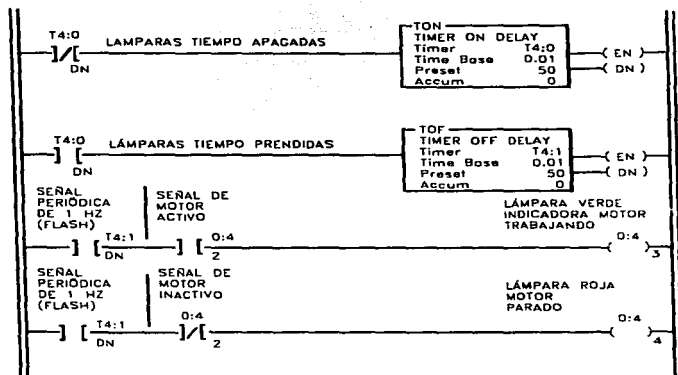 TON
T4:0 LAMPARAS TIEMPO APAGADAS
]/[
DN
TIMER ON DELAY
Timer T4:0
Time Base 0.01
Preset 50
Accum 0
( EN )
( DN )
TOF
T4:0 LÁMPARAS TIEMPO PRENDIDAS
] [
DN
TIMER OFF DELAY
Timer T4:1
Time Base 0.01
Preset 50
Accum 0
( EN )
( DN )
SEÑAL
PERIÓDICA
DE 1 HZ
(FLASH)
SEÑAL DE
MOTOR
ACTIVO
LÁMPARA VERDE
INDICADORA MOTOR
TRABAJANDO
] [ T4:1
DN
] [ O:4
2
O:4
( )
3
SEÑAL
PERIÓDICA
DE 1 HZ
(FLASH)
SEÑAL DE
MOTOR
INACTIVO
LÁMPARA ROJA
MOTOR
PARADO
] [ T4:1
DN
]/[ O:4
2
O:4
( )
4